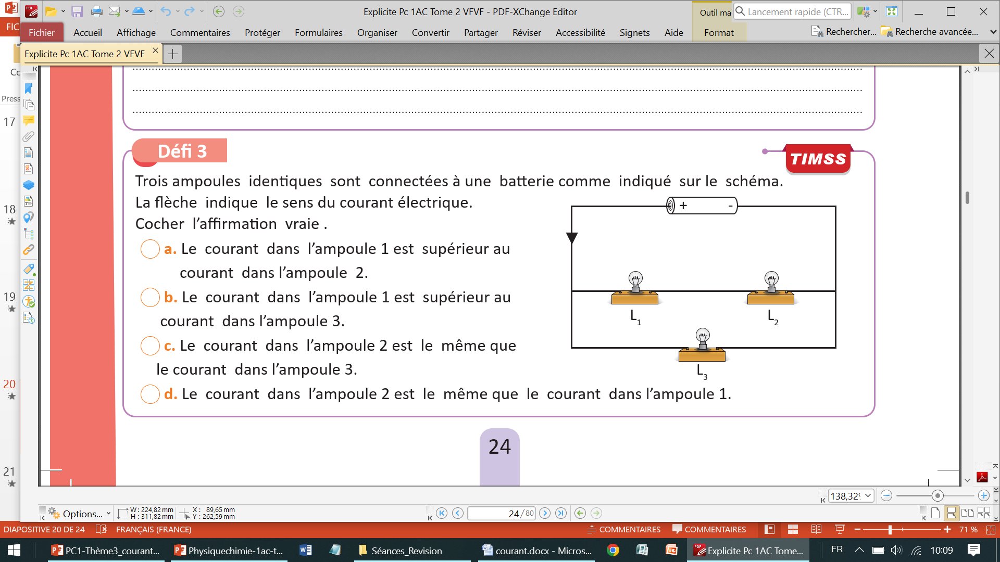 Explicite Pc 1AC Tome 2 VFVF - PDF-XChange Editor
Outil ma
Lancement rapide (CTR...
FIC
Fichier
Accueil
Affichage
Commentaires
Protéger
Formulaires
Organiser
Convertir
Partager
Réviser
Accessibilité
Signets
Aide
Format
Rechercher...
Recherche avancée...
Explicite Pc 1AC Tome 2 VFVF
Co
Press
17
18
19
20
21
Défi 3
TIMSS
Trois ampoules identiques sont connectées à une batterie comme indiqué sur le schéma.
La flèche indique le sens du courant électrique.
Cocher l'affirmation vraie .
a. Le courant dans l'ampoule 1 est supérieur au
courant dans l'ampoule 2.
b. Le courant dans l'ampoule 1 est supérieur au
courant dans l'ampoule 3.
c. Le courant dans l'ampoule 2 est le même que
le courant dans l'ampoule 3.
d. Le courant dans l'ampoule 2 est le même que le courant dans l'ampoule 1.
+ -
L1
L2
L3
24
138,32%
Options...
W : 224,82 mm
H : 311,82 mm
X : 89,65 mm
Y : 262,59 mm
24 / 80
DIAPOSITIVE 20 DE 24
FRANÇAIS (FRANCE)
COMMENTAIRES
COMMENTAIRES
71 %
PC1-Thème3_courant...
Physiquechimie-1ac-t...
Séances_Revision
courant.docx - Micros...
Explicite Pc 1AC Tome...
FR
10:09